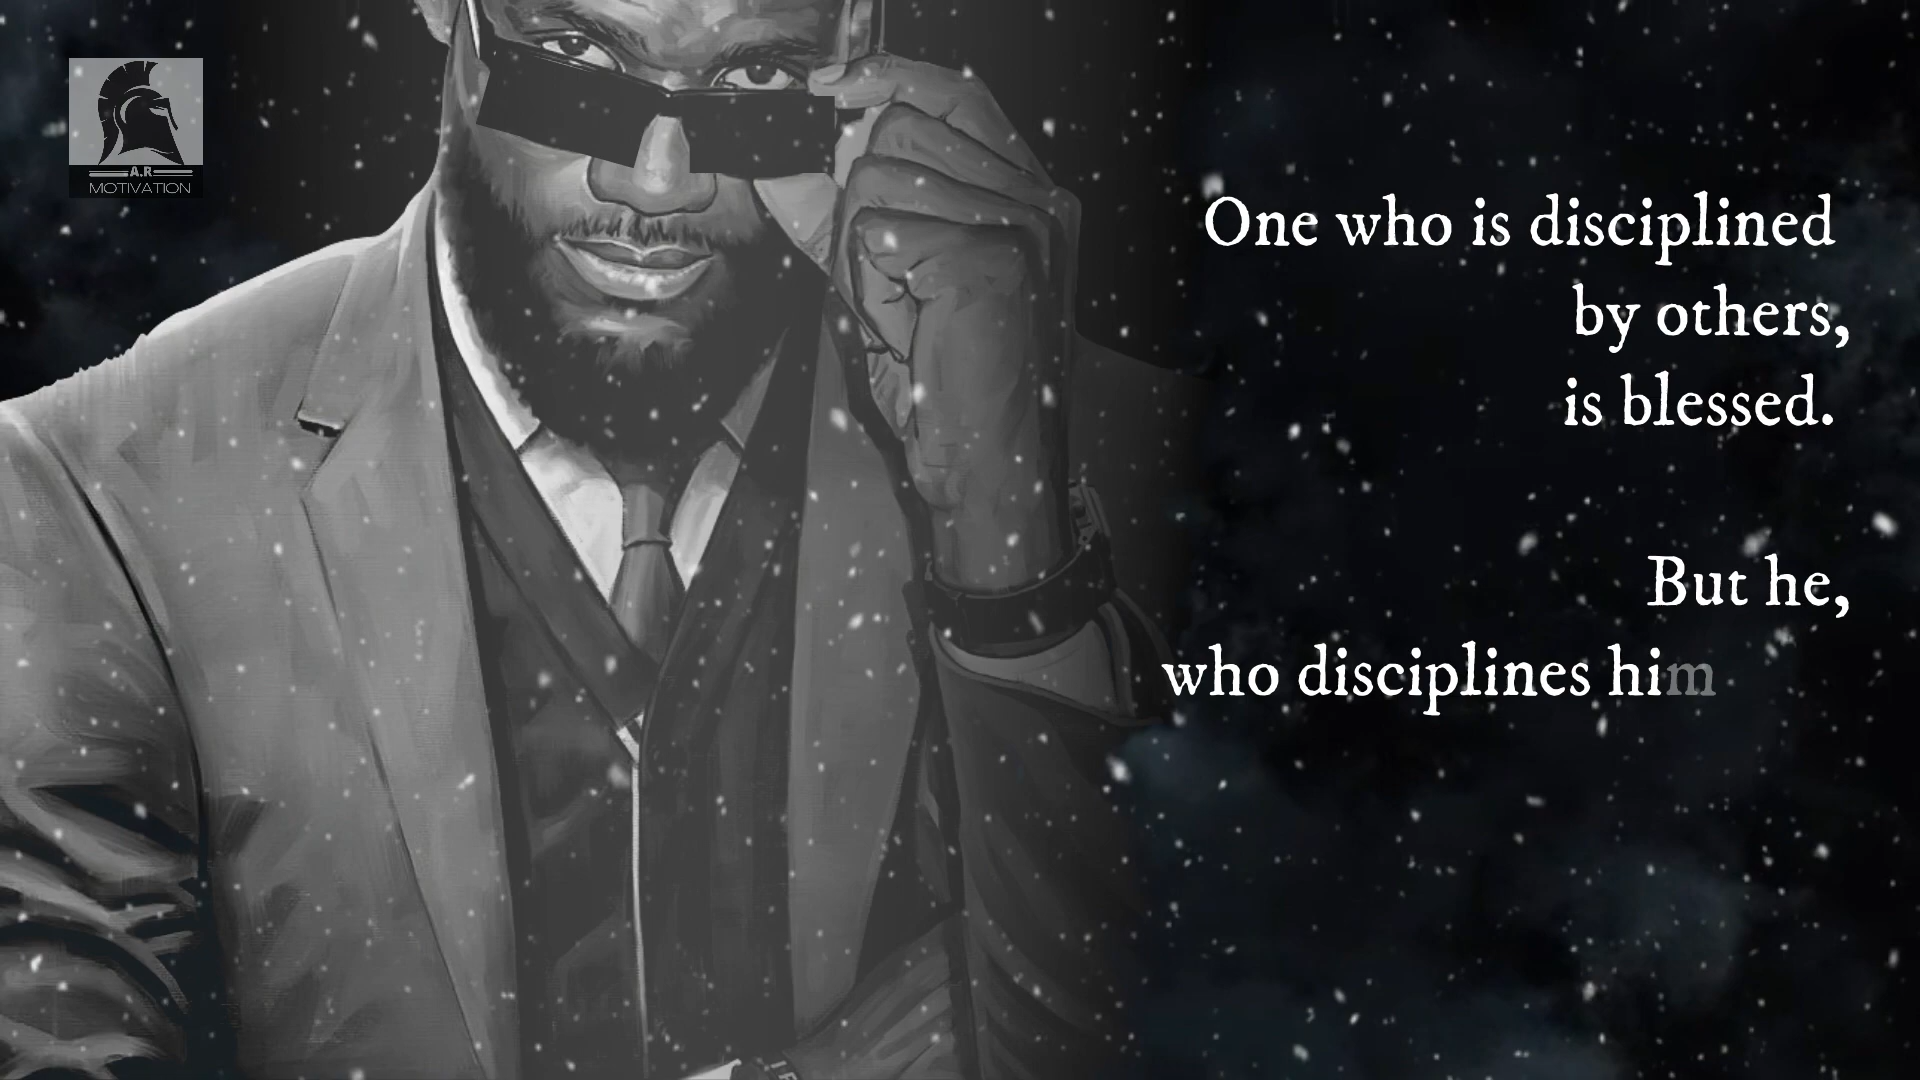 A.R
MOTIVATION
One who is disciplined
by others,
is blessed.
But he,
who disciplines him